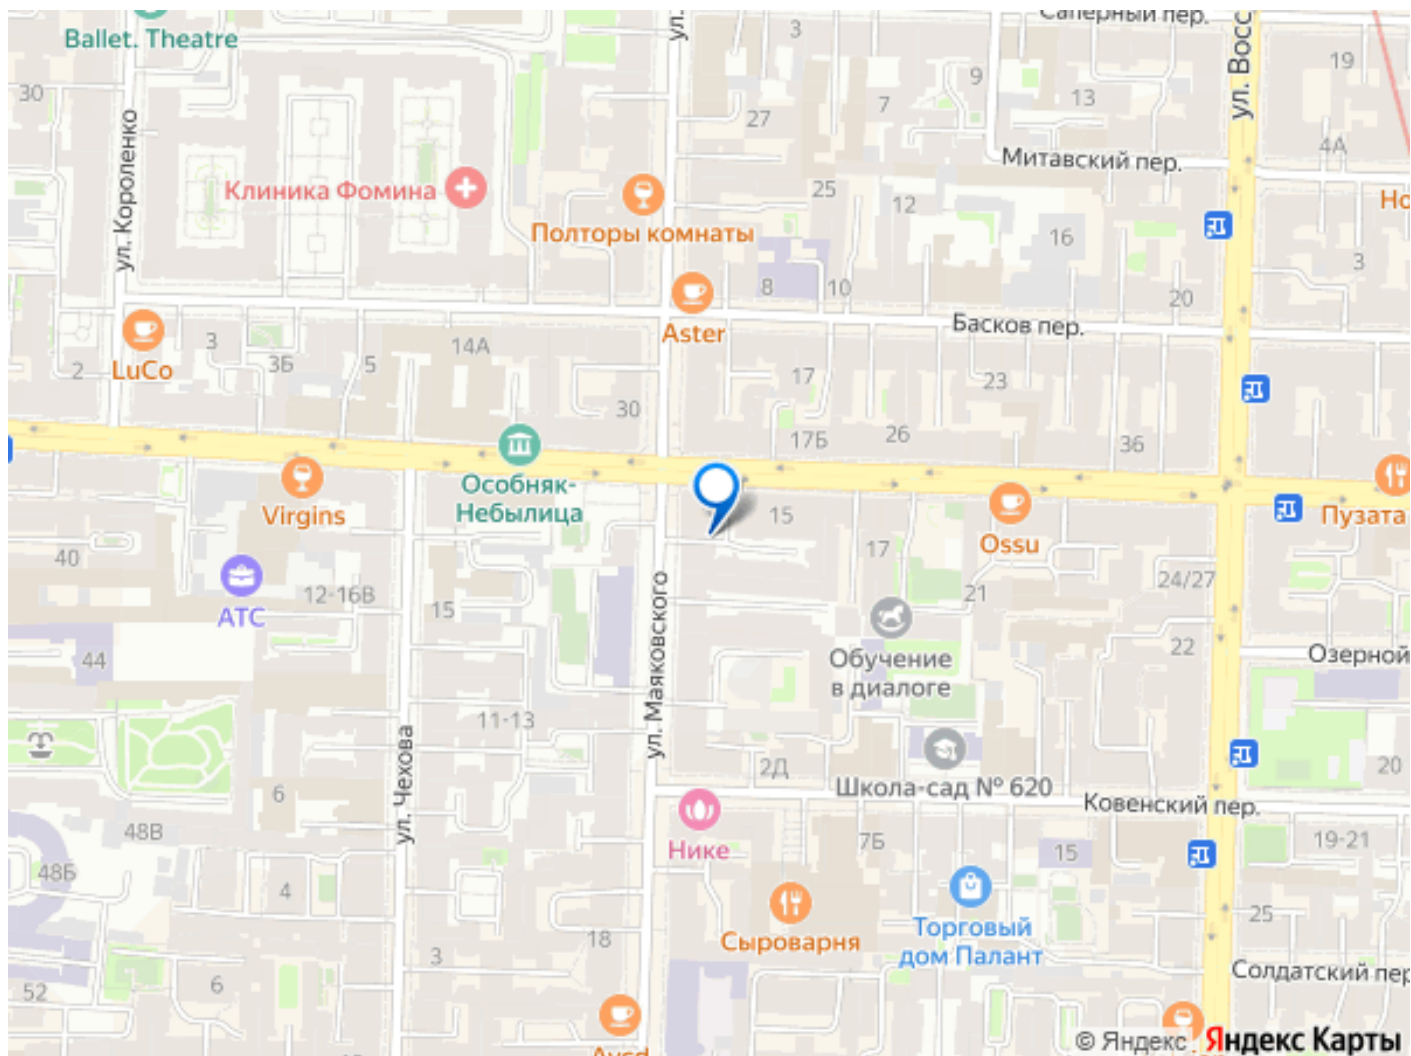 Ballet. Theatre
ул.
Саперный пер.
ул. Восс
30
3
9
19
13
27
7
4А
ул. Короленко
Митавский пер.
Клиника Фомина
25
12
Но
Полторы комнаты
16
3
8
10
20
Басков пер.
Aster
LuCo
2
3
3Б
5
14А
17
23
30
17Б
26
36
Особняк-
Небылица
Virgins
15
Ossu
Пузата
40
17
АТС
12-16В
15
21
24/27
44
ул. Маяковского
Обучение
в диалоге
22
Озерной
11-13
ул. Чехова
2Д
Школа-сад № 620
20
6
Ковенский пер.
48В
Нике
7Б
15
19-21
48Б
4
Сыроварня
Торговый
дом Палант
25
18
3
52
6
Солдатский пер
© Яндекс
Яндекс Карты